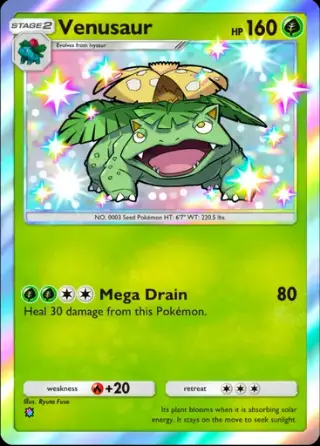 STAGE 2 Venusaur HP 160
Evolves from Ivysaur
NO. 0003 Seed Pokémon HT: 6'7" WT: 220.5 lbs.
Mega Drain 80
Heal 30 damage from this Pokémon.
weakness +20 retreat
Illus. Ryuta Fuse
Its plant blooms when it is absorbing solar
energy. It stays on the move to seek sunlight.